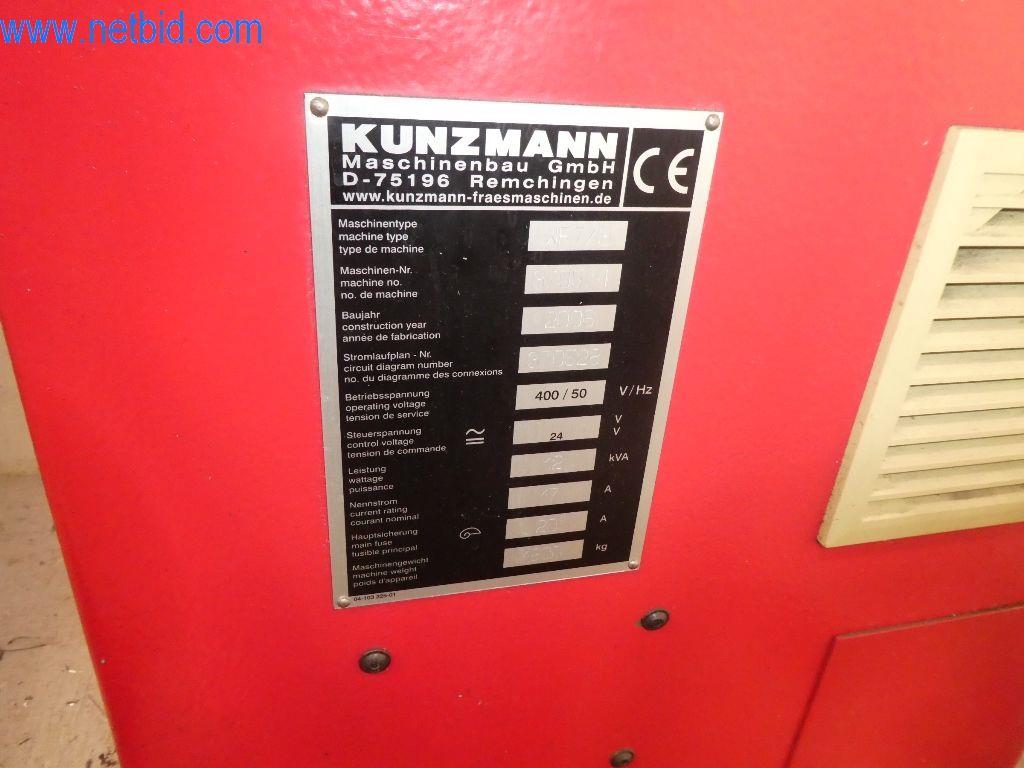 www.netbid.com
KUNZMANN
Maschinenbau GmbH
D-75196 Remchingen
www.kunzmann-fraesmaschinen.de
CE
Maschinentype
machine type
type de machine
Maschinen-Nr.
machine no.
no. de machine
Baujahr
construction year
année de fabrication
Stromlaufplan - Nr.
circuit diagram number
no. du diagramme des connexions
Betriebsspannung
operating voltage
tension de service
400 / 50 V/Hz
Steuerspannung
control voltage
tension de commande
≅ 24 V
V
Leistung
wattage
puissance
kVA
Nennstrom
current rating
courant nominal
A
Hauptsicherung
main fuse
fusible principal
A
Maschinengewicht
machine weight
poids d'appareil
kg
04-103 325-01